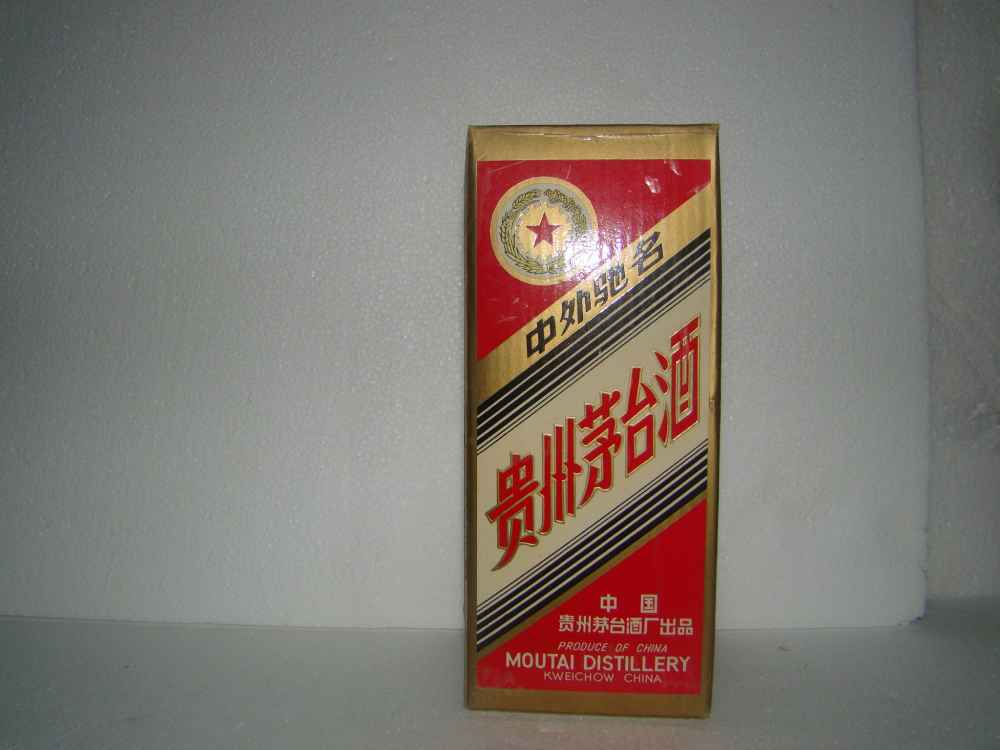 中外驰名
贵州茅台酒
中国
贵州茅台酒厂出品
PRODUCE OF CHINA
MOUTAI DISTILLERY
KWEICHOW CHINA